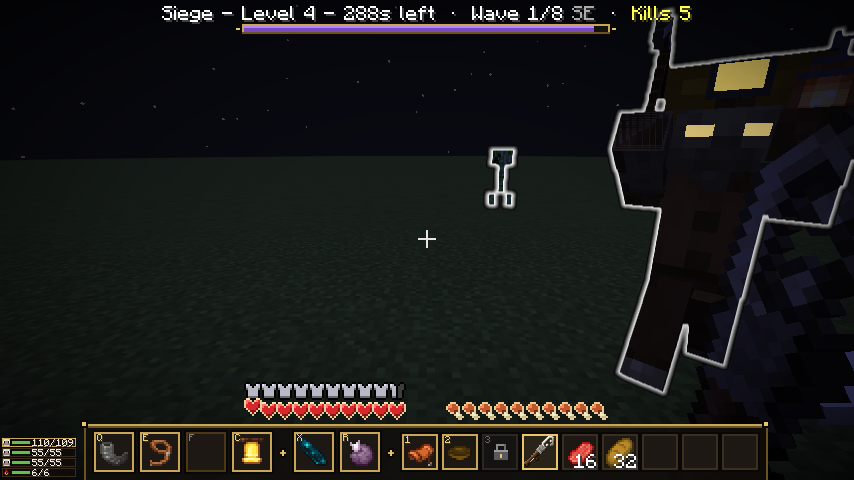 Siege – Level 4 – 288s left · Wave 1/8 SE · Kills 5
110/109
55/55
55/55
6/6
Q E F C + X R + 1 2 3
16 32